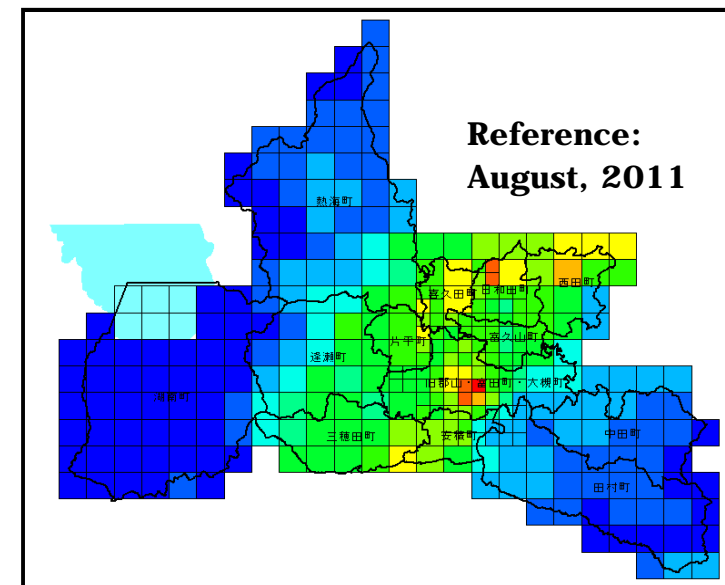 Reference:
August, 2011
熱海町
喜久田町
日和田町
西田町
片平町
富久山町
逢瀬町
旧郡山・富田町・大槻町
三穂田町
安積町
中田町
田村町